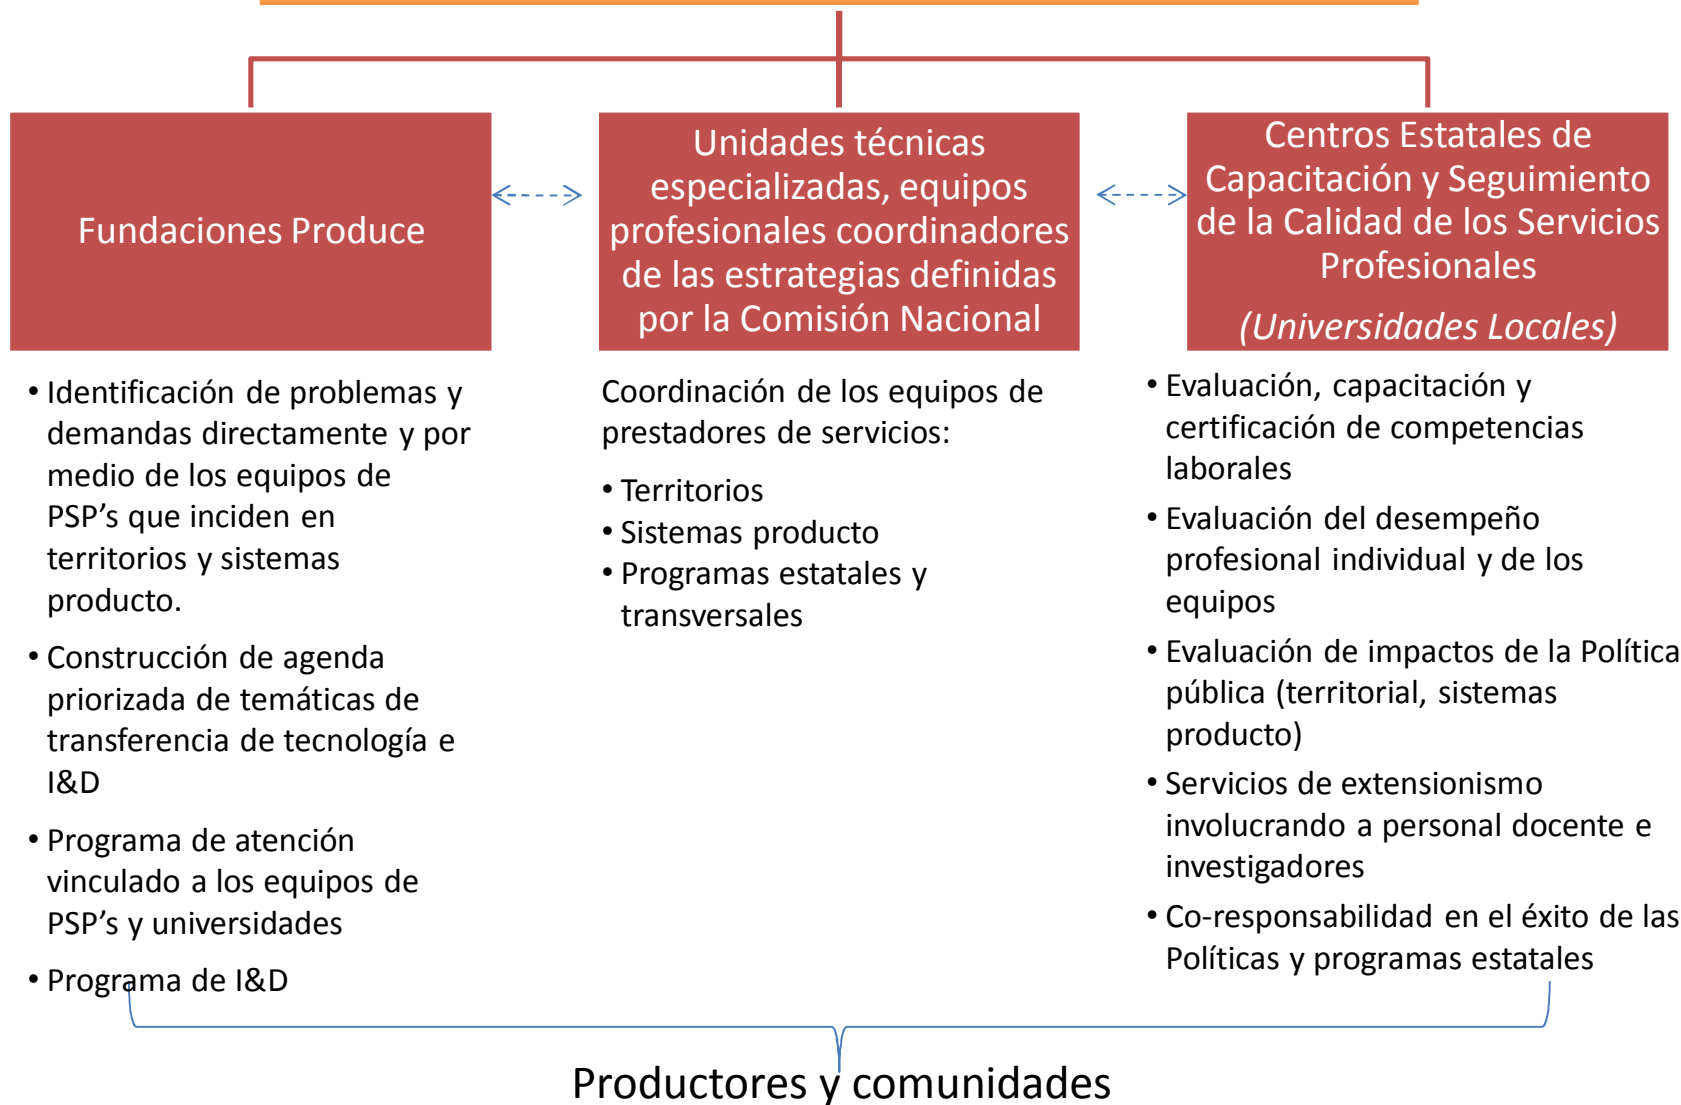 Fundaciones Produce
Unidades técnicas
especializadas, equipos
profesionales coordinadores
de las estrategias definidas
por la Comisión Nacional
Centros Estatales de
Capacitación y Seguimiento
de la Calidad de los Servicios
Profesionales
(Universidades Locales)
• Identificación de problemas y
demandas directamente y por
medio de los equipos de
PSP’s que inciden en
territorios y sistemas
producto.
• Construcción de agenda
priorizada de temáticas de
transferencia de tecnología e
I&D
• Programa de atención
vinculado a los equipos de
PSP’s y universidades
• Programa de I&D
Coordinación de los equipos de
prestadores de servicios:
• Territorios
• Sistemas producto
• Programas estatales y
transversales
• Evaluación, capacitación y
certificación de competencias
laborales
• Evaluación del desempeño
profesional individual y de los
equipos
• Evaluación de impactos de la Política
pública (territorial, sistemas
producto)
• Servicios de extensionismo
involucrando a personal docente e
investigadores
• Co-responsabilidad en el éxito de las
Políticas y programas estatales
Productores y comunidades